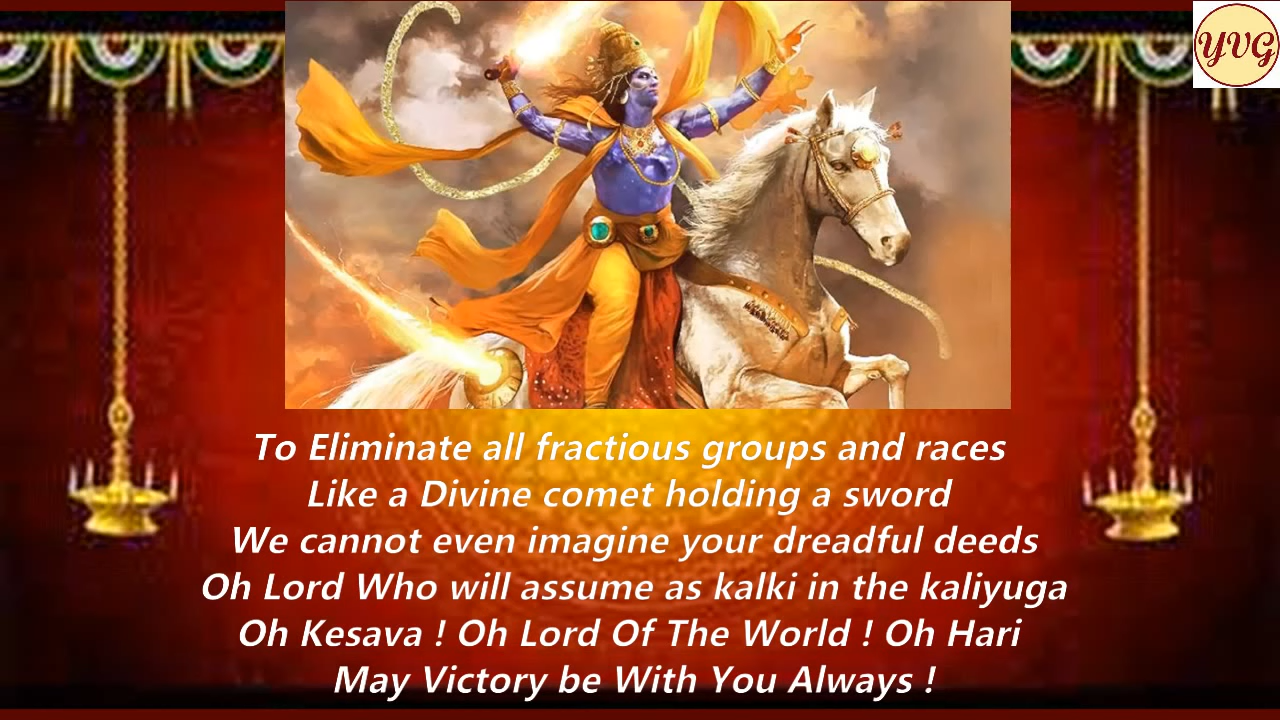 YVG
To Eliminate all fractious groups and races
Like a Divine comet holding a sword
We cannot even imagine your dreadful deeds
Oh Lord Who will assume as kalki in the kaliyuga
Oh Kesava ! Oh Lord Of The World ! Oh Hari
May Victory be With You Always !